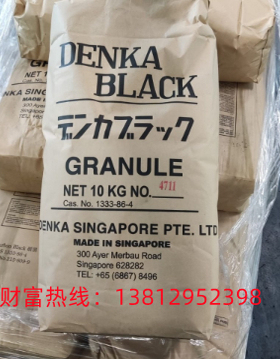 DENKA
BLACK
デンカブラック
GRANULE
NET 10 KG NO. 4711
Cas. No. 1333-86-4
DENKA SINGAPORE PTE. LTD
MADE IN SINGAPORE
300 Ayer Merbau Road
Singapore 628282
TEL: +65 (6867) 8496
财富热线：13812952398